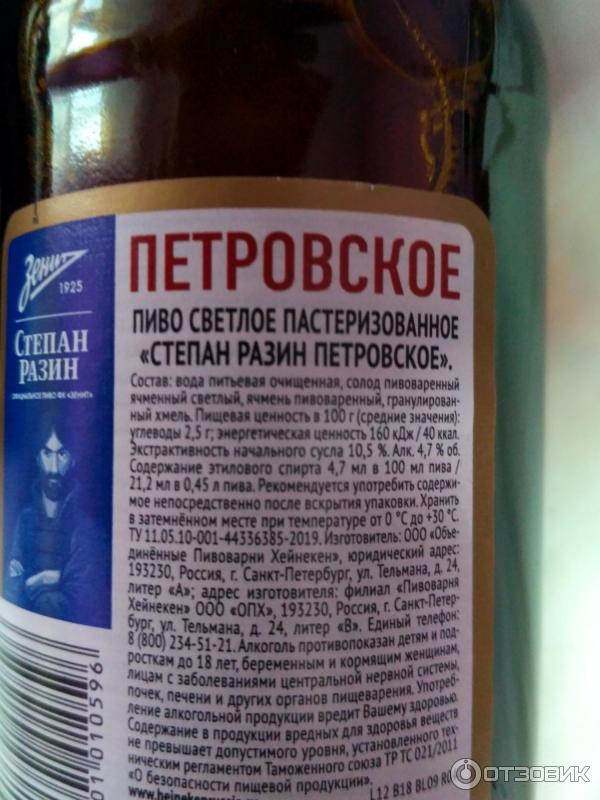 Зенит
1925
СТЕПАН
РАЗИН
ОФИЦИАЛЬНОЕ ПИВО ФК «ЗЕНИТ»
ПЕТРОВСКОЕ
ПИВО СВЕТЛОЕ ПАСТЕРИЗОВАННОЕ
«СТЕПАН РАЗИН ПЕТРОВСКОЕ».
Состав: вода питьевая очищенная, солод пивоваренный
ячменный светлый, ячмень пивоваренный, гранулирован-
ный хмель. Пищевая ценность в 100 г (средние значения):
углеводы 2,5 г; энергетическая ценность 160 кДж / 40 ккал.
Экстрактивность начального сусла 10,5 %. Алк. 4,7 % об.
Содержание этилового спирта 4,7 мл в 100 мл пива /
21,2 мл в 0,45 л пива. Рекомендуется употребить содержи-
мое непосредственно после вскрытия упаковки. Хранить
в затемнённом месте при температуре от 0 °C до +30 °C.
ТУ 11.05.10-001-44336385-2019. Изготовитель: ООО «Объе-
динённые Пивоварни Хейнекен», юридический адрес:
193230, Россия, г. Санкт-Петербург, ул. Тельмана, д. 24,
литер «А»; адрес изготовителя: филиал «Пивоварня
Хейнекен» ООО «ОПХ», 193230, Россия, г. Санкт-Петер-
бург, ул. Тельмана, д. 24, литер «В». Единый телефон:
8 (800) 234-51-21. Алкоголь противопоказан детям и под-
росткам до 18 лет, беременным и кормящим женщинам,
лицам с заболеваниями центральной нервной системы,
почек, печени и других органов пищеварения. Употреб-
ление алкогольной продукции вредит Вашему здоровью.
Содержание в продукции вредных для здоровья веществ
не превышает допустимого уровня, установленного тех-
ническим регламентом Таможенного союза ТР ТС 021/2011
«О безопасности пищевой продукции».
L12 B18 BL09
01010596
ОТЗОВИК